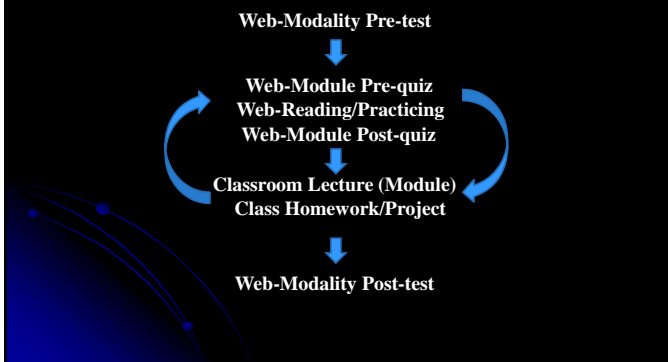 Web-Modality Pre-test
Web-Module Pre-quiz
Web-Reading/Practicing
Web-Module Post-quiz
Classroom Lecture (Module)
Class Homework/Project
Web-Modality Post-test